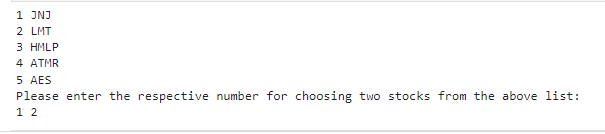 1 JNJ
2 LMT
3 HMLP
4 ATMR
5 AES
Please enter the respective number for choosing two stocks from the above list:
1 2